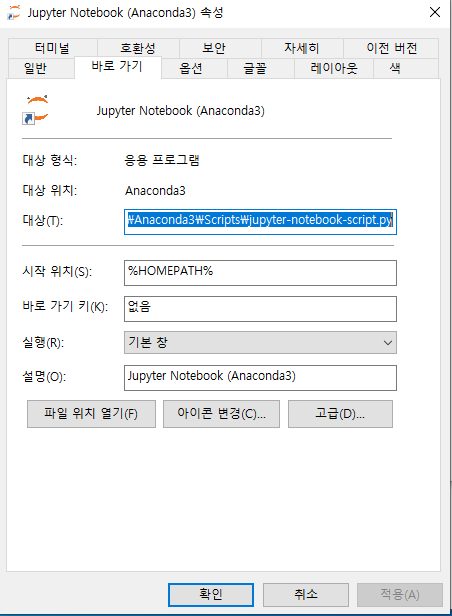 Jupyter Notebook (Anaconda3) 속성
터미널 호환성 보안 자세히 이전 버전
일반 바로 가기 옵션 글꼴 레이아웃 색
Jupyter Notebook (Anaconda3)
대상 형식: 응용 프로그램
대상 위치: Anaconda3
대상(T): ₩Anaconda3₩Scripts₩jupyter-notebook-script.py
시작 위치(S): %HOMEPATH%
바로 가기 키(K): 없음
실행(R): 기본 창
설명(O): Jupyter Notebook (Anaconda3)
파일 위치 열기(F) 아이콘 변경(C)... 고급(D)...
확인 취소 적용(A)